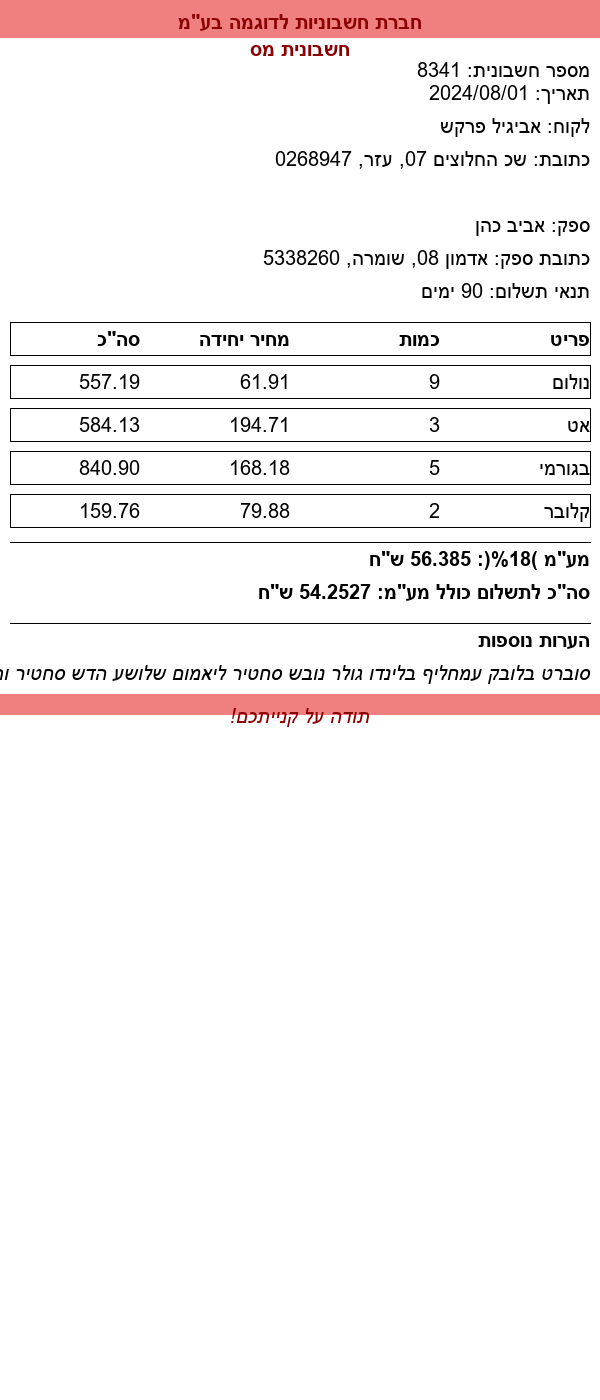 חברת חשבוניות לדוגמה בע"מ
חשבונית מס
מספר חשבונית: 8341
תאריך: 2024/08/01
לקוח: אביגיל פרקש
כתובת: שכ החלוצים 07, עזר, 0268947
ספק: אביב כהן
כתובת ספק: אדמון 08, שומרה, 5338260
תנאי תשלום: 90 ימים
פריט כמות מחיר יחידה סה"כ
נולום 9 61.91 557.19
אט 3 194.71 584.13
בגורמי 5 168.18 840.90
קלובר 2 79.88 159.76
מע"מ )18%(: 56.385 ש"ח
סה"כ לתשלום כולל מע"מ: 54.2527 ש"ח
הערות נוספות
סוברט בלובק עמחליף בלינדו גולר נובש סחטיר ליאמום שלושע הדש סחטיר
תודה על קנייתכם!